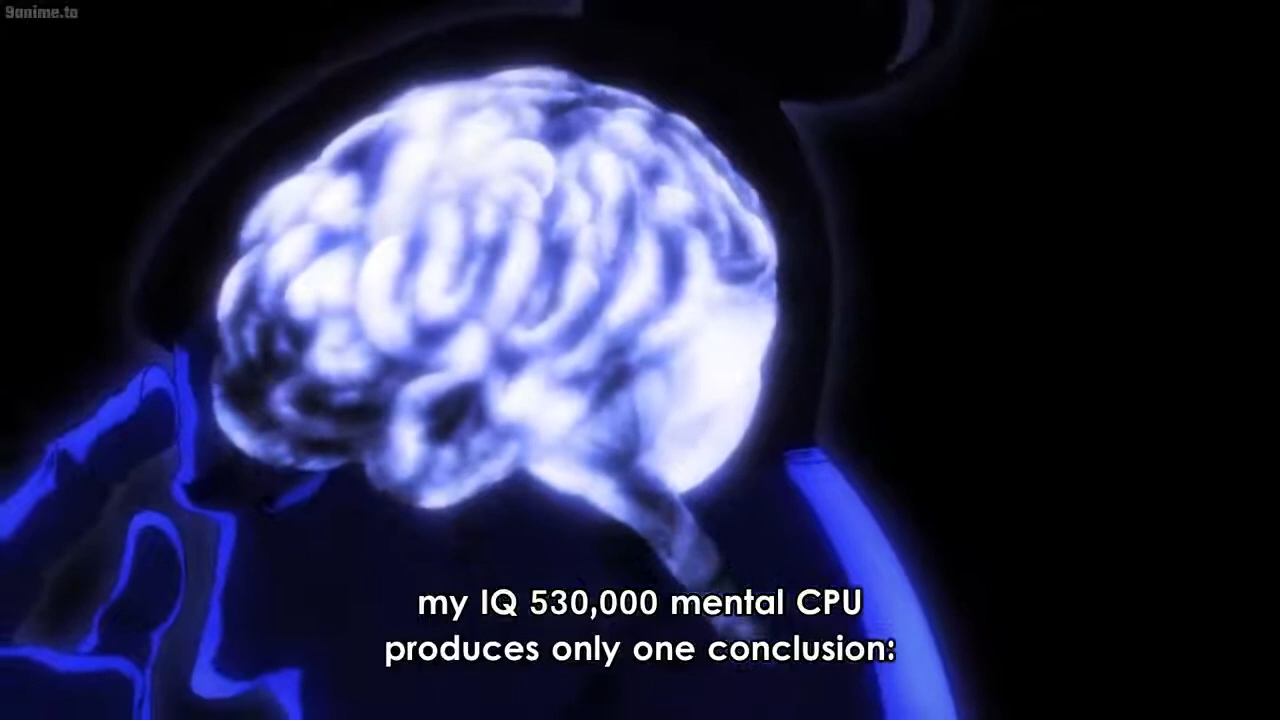 9anime.to
my IQ 530,000 mental CPU
produces only one conclusion: